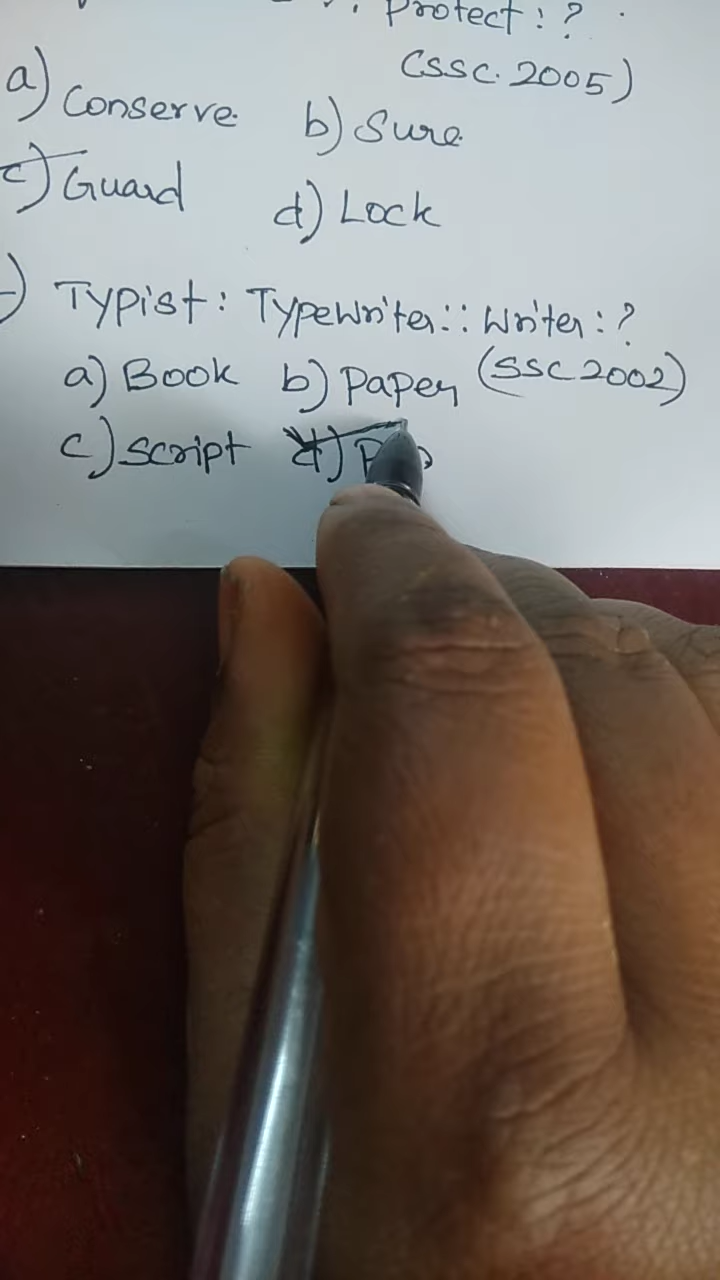 Protect : ?
(SSC. 2005)
a) Conserve b) Sure
c) Guard d) Lock
Typist : Typewriter :: Writer : ?
a) Book b) Paper (SSC 2002)
c) Script d)